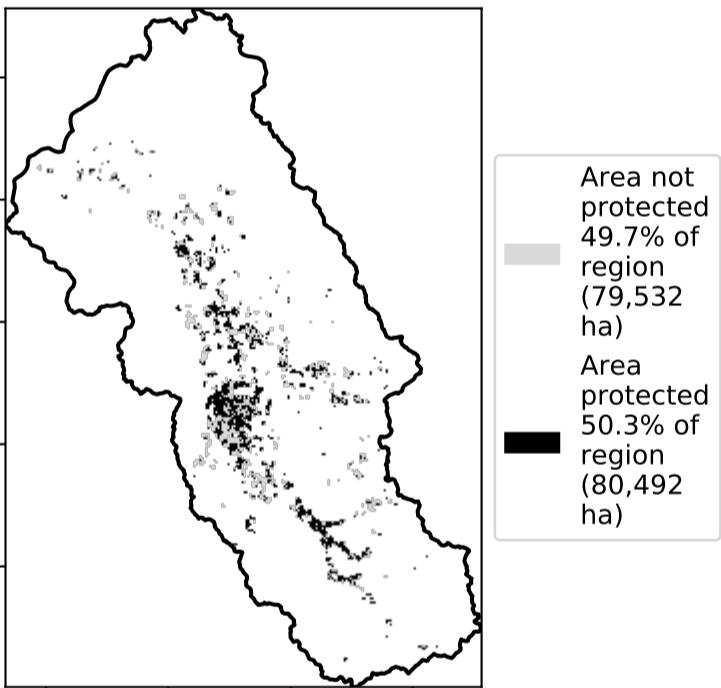 Area not
protected
49.7% of
region
(79,532
ha)
Area
protected
50.3% of
region
(80,492
ha)